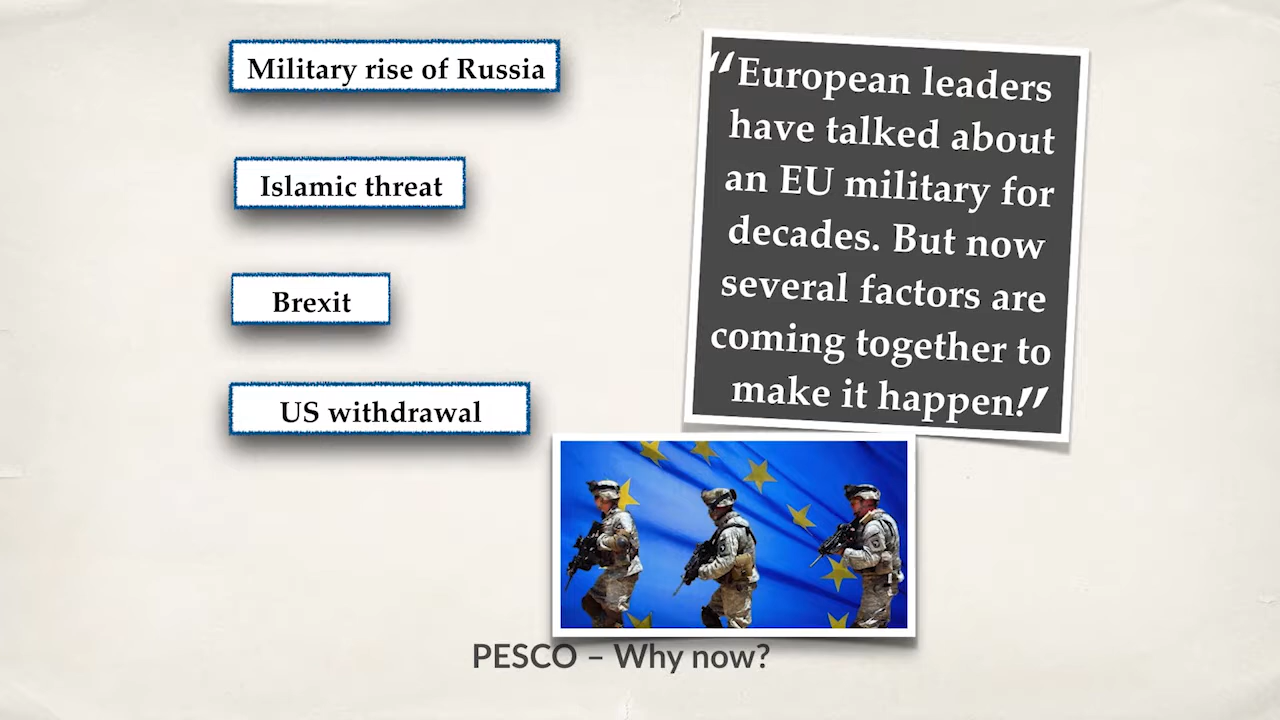 Military rise of Russia
Islamic threat
Brexit
US withdrawal
“European leaders
have talked about
an EU military for
decades. But now
several factors are
coming together to
make it happen!”
PESCO – Why now?